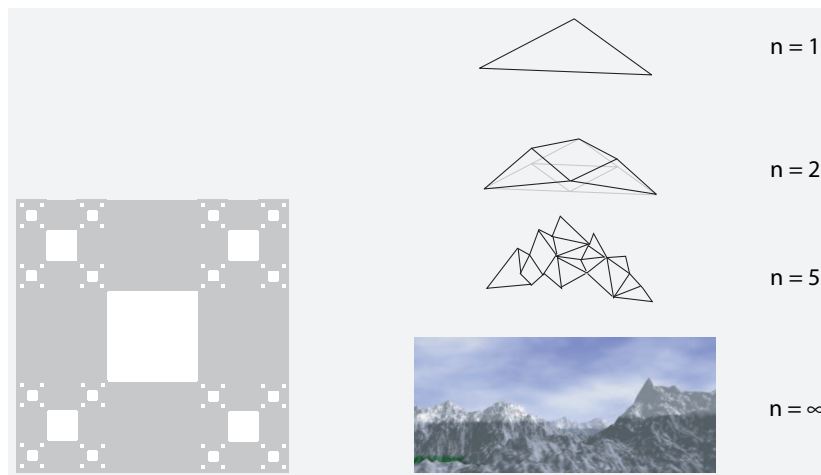 n = 1
n = 2
n = 5
n = ∞